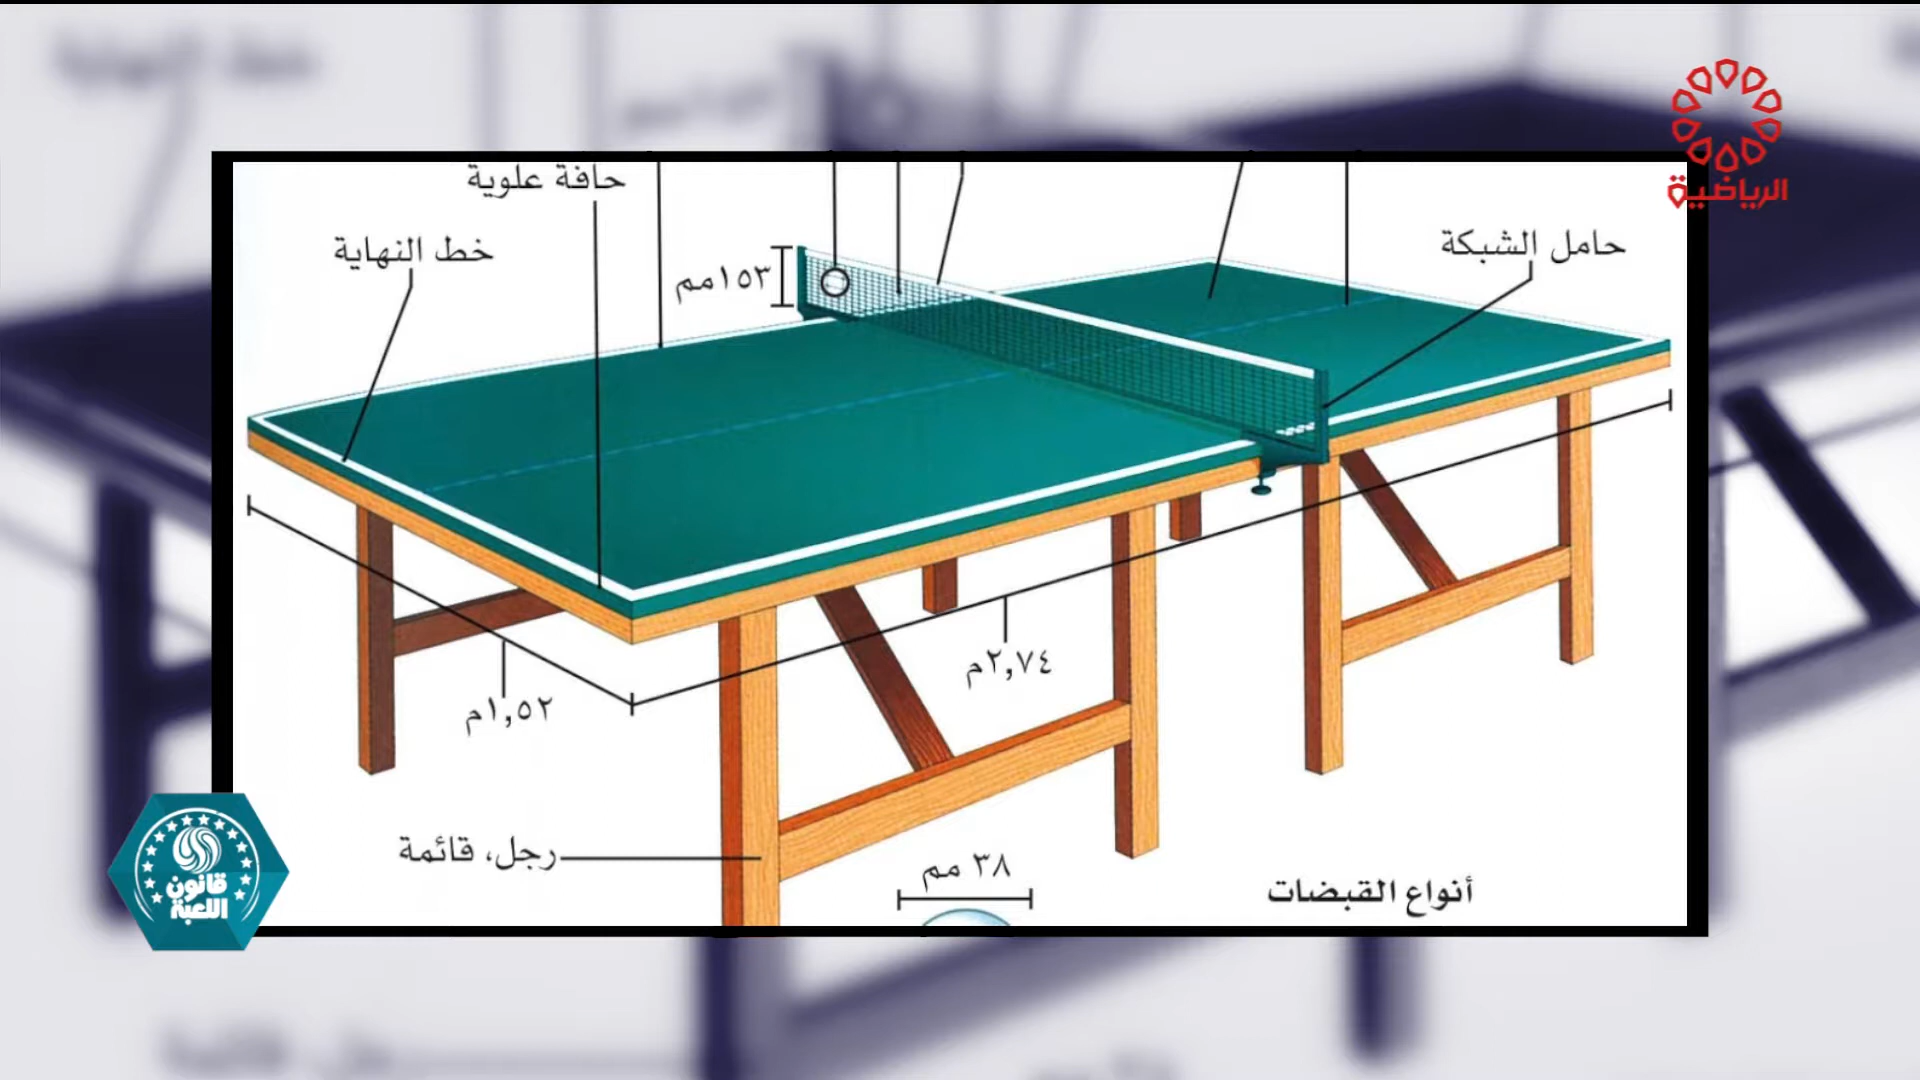 الرياضية
حافة علوية
خط النهاية
حامل الشبكة
١٥٣مم
٢,٧٤م
١,٥٢م
رجل، قائمة
٣٨ مم
أنواع القبضات
قانون
اللعبة